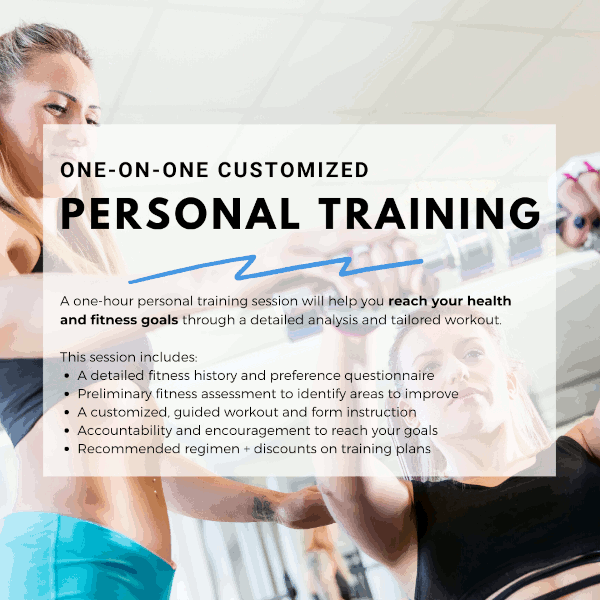 ONE-ON-ONE CUSTOMIZED
PERSONAL TRAINING
A one-hour personal training session will help you reach your health
and fitness goals through a detailed analysis and tailored workout.
This session includes:
• A detailed fitness history and preference questionnaire
• Preliminary fitness assessment to identify areas to improve
• A customized, guided workout and form instruction
• Accountability and encouragement to reach your goals
• Recommended regimen + discounts on training plans